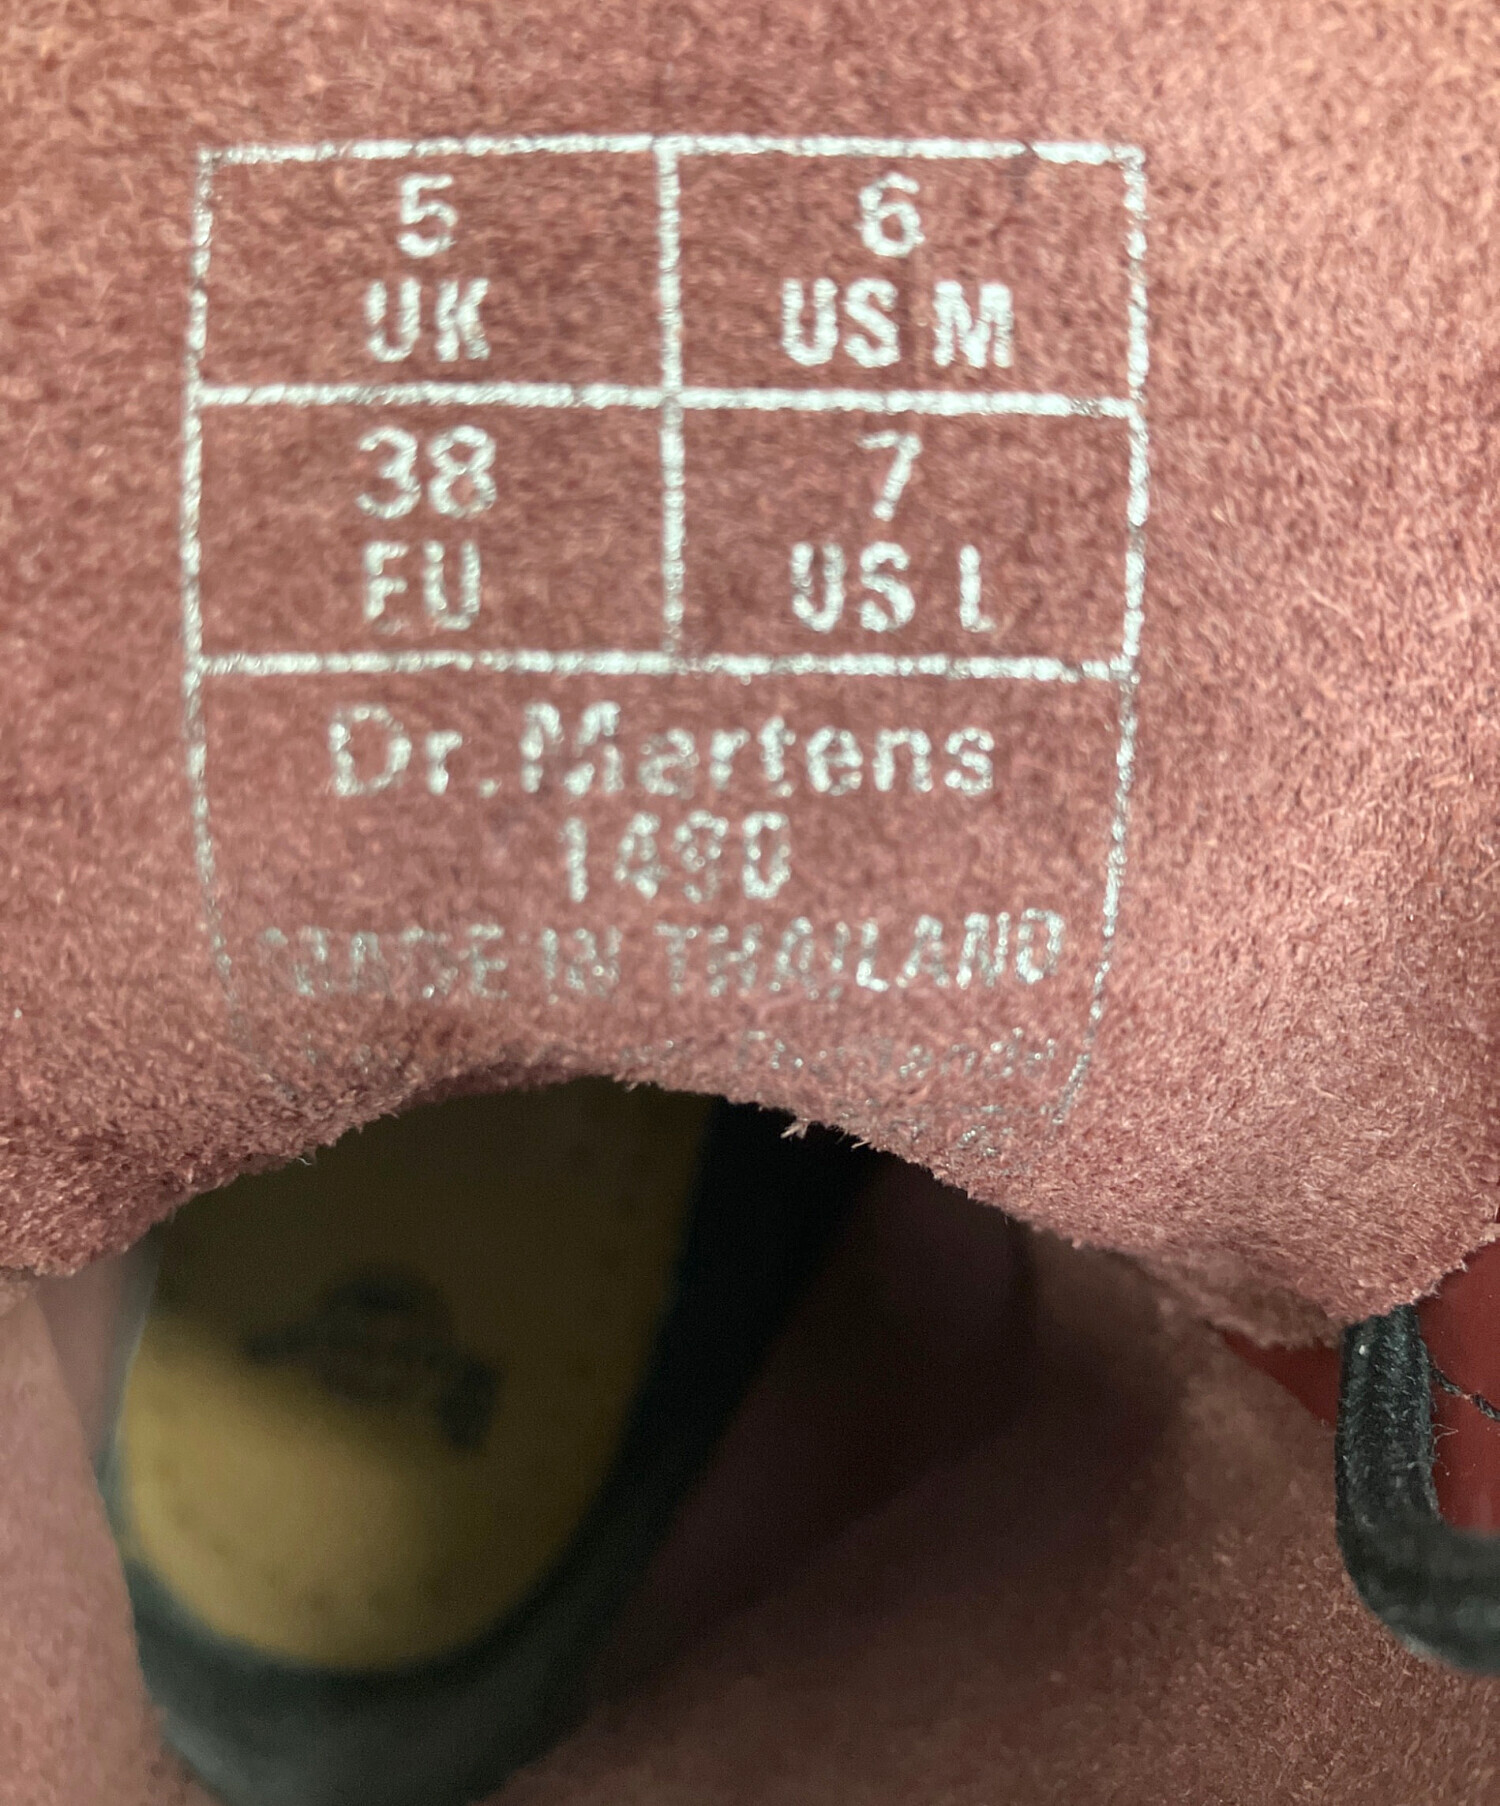 5
UK
6
US M
38
EU
7
US L
Dr.Martens
1490
MADE IN THAILAND